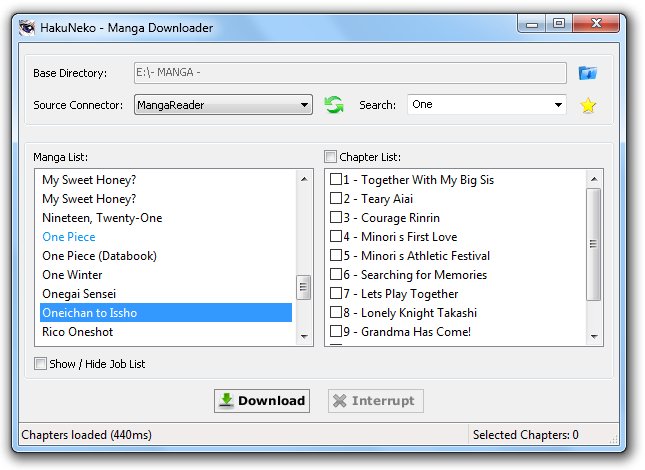 HakuNeko - Manga Downloader
Base Directory: E:\- MANGA -
Source Connector: MangaReader Search: One
Manga List:
My Sweet Honey?
My Sweet Honey?
Nineteen, Twenty-One
One Piece
One Piece (Databook)
One Winter
Onegai Sensei
Oneichan to Issho
Rico Oneshot
Chapter List:
1 - Together With My Big Sis
2 - Teary Aiai
3 - Courage Rinrin
4 - Minori s First Love
5 - Minori s Athletic Festival
6 - Searching for Memories
7 - Lets Play Together
8 - Lonely Knight Takashi
9 - Grandma Has Come!
Show / Hide Job List
Download Interrupt
Chapters loaded (440ms) Selected Chapters: 0